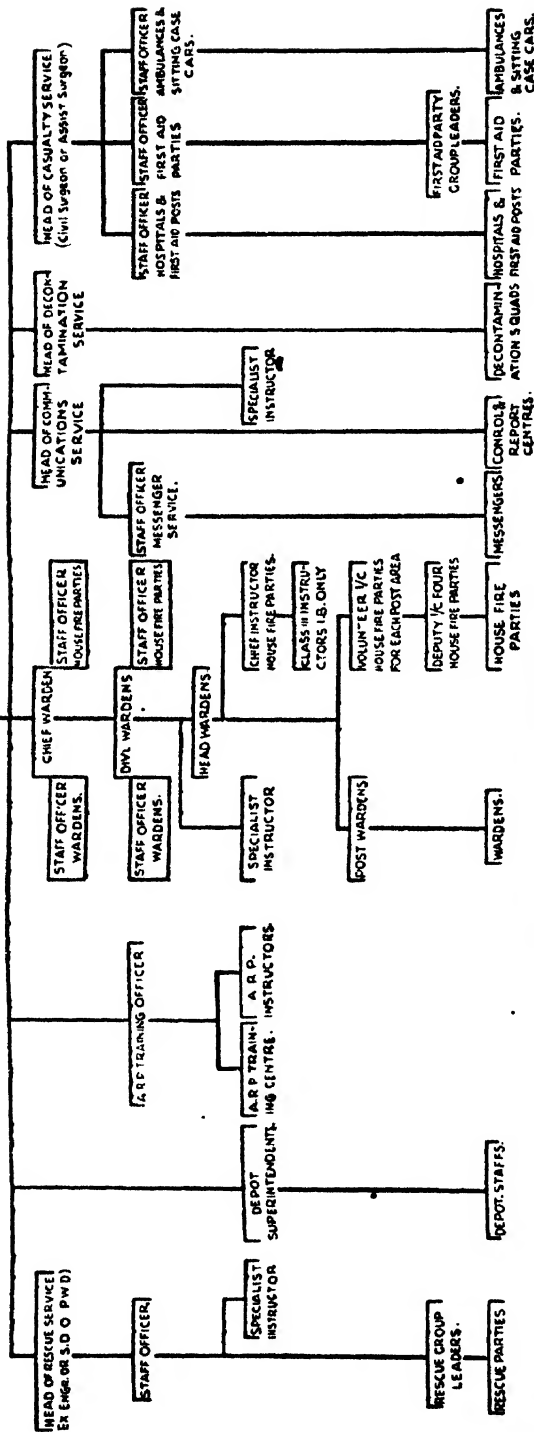 HEAD OF RESCUE SERVICE
EX ENGR. OR S. D O P W D)
STAFF OFFICER
SPECIALIST
INSTRUCTOR
RESCUE GROUP
LEADERS.
RESCUE PARTIES
DEPOT
SUPERINTENDENTS.
DEPOT. STAFFS.
A.R.P TRAINING OFFICER
A.R.P TRAIN-
ING CENTRE.
A R P.
INSTRUCTORS.
STAFF OFFICER
WARDENS.
CHIEF WARDEN
STAFF OFFICER
HOUSE FIRE PARTIES
STAFF OFFICER
WARDENS.
DIVL WARDENS.
STAFF OFFICER
HOUSE FIRE PARTIES
HEAD WARDENS.
SPECIALIST
INSTRUCTOR
CHIEF INSTRUCTOR
HOUSE FIRE PARTIES.
CLASS III INSTRU-
CTORS I.B. ONLY
POST WARDENS
VOLUNTEER I/C
HOUSE FIRE PARTIES
FOR EACH POST AREA
DEPUTY I/C FOUR
HOUSE FIRE PARTIES
WARDENS.
HOUSE FIRE
PARTIES
HEAD OF COMM-
UNICATIONS
SERVICE
STAFF OFFICER
MESSENGER
SERVICE.
SPECIALIST
INSTRUCTOR
MESSENGERS
CONROL &
REPORT
CENTRES.
HEAD OF DECON-
TAMINATION
SERVICE
DECONTAMIN-
ATION SQUADS
HEAD OF CASUALTY SERVICE
(Civil Surgeon or Assist Surgeon)
STAFF OFFICER
HOSPITALS &
FIRST AID POSTS
STAFF OFFICER
FIRST AID
PARTIES
STAFF OFFICER
AMBULANCES &
SITTING CASE
CARS.
FIRST AID PARTY
GROUP LEADERS.
HOSPITALS &
FIRST AID POSTS
FIRST AID
PARTIES.
AMBULANCES
& SITTING
CASE CARS.